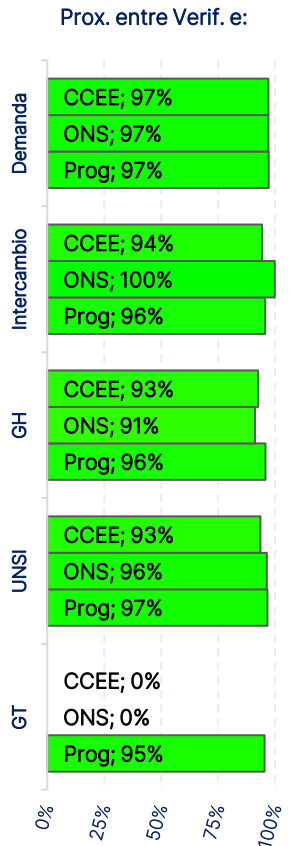 Prox. entre Verif. e:
Demanda
CCEE; 97%
ONS; 97%
Prog; 97%
Intercambio
CCEE; 94%
ONS; 100%
Prog; 96%
GH
CCEE; 93%
ONS; 91%
Prog; 96%
UNSI
CCEE; 93%
ONS; 96%
Prog; 97%
GT
CCEE; 0%
ONS; 0%
Prog; 95%
0%
25%
50%
75%
100%